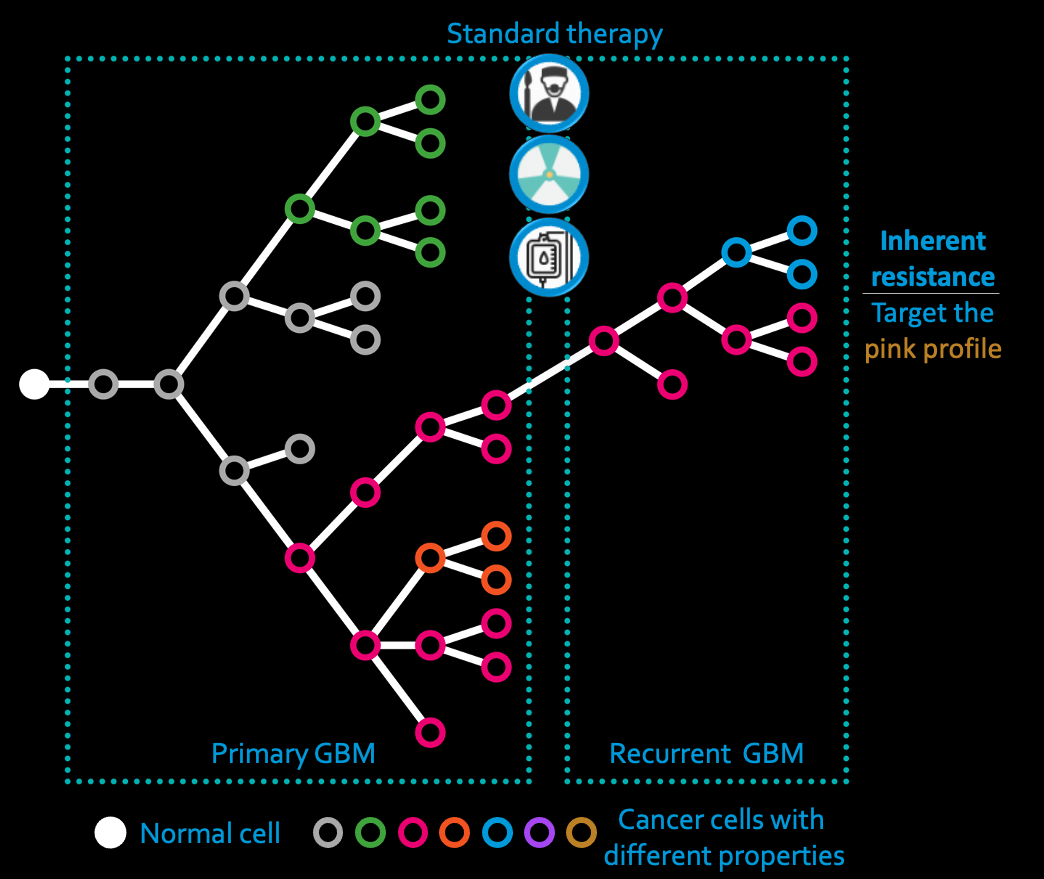 Standard therapy
Inherent
resistance
Target the
pink profile
Primary GBM
Recurrent GBM
Normal cell
Cancer cells with
different properties